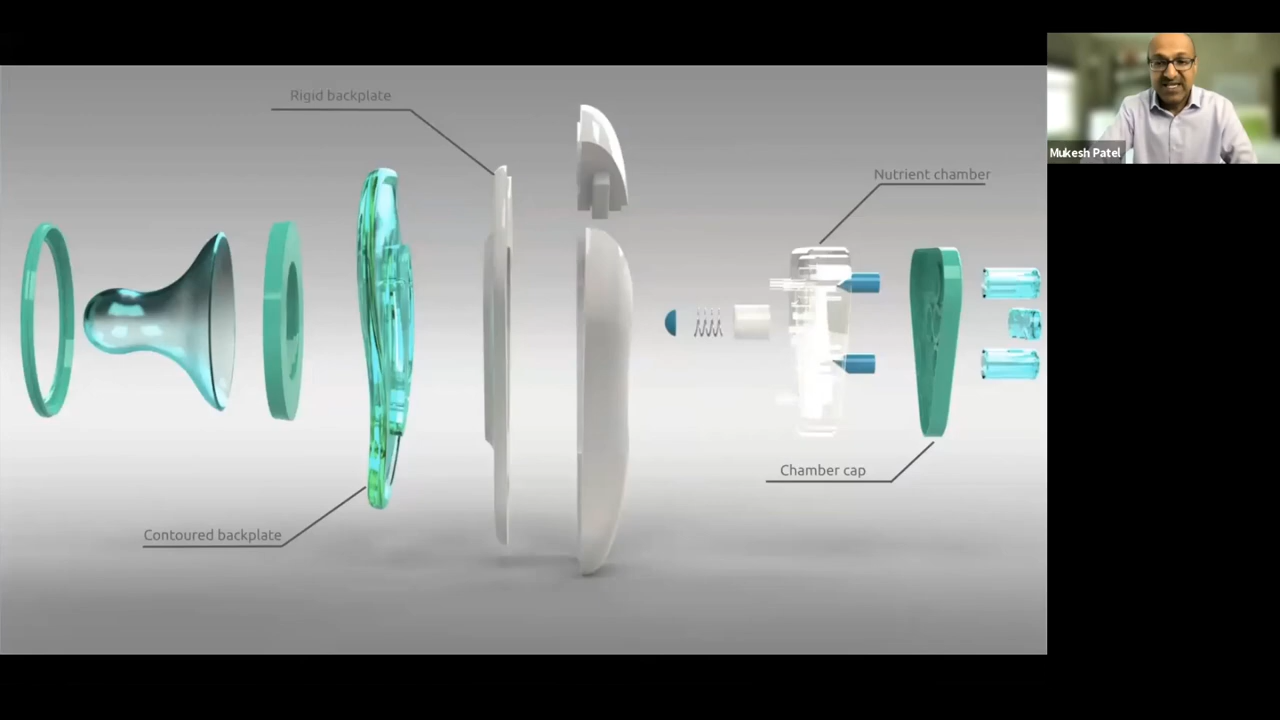 Rigid backplate
Mukesh Patel
Nutrient chamber
Chamber cap
Contoured backplate